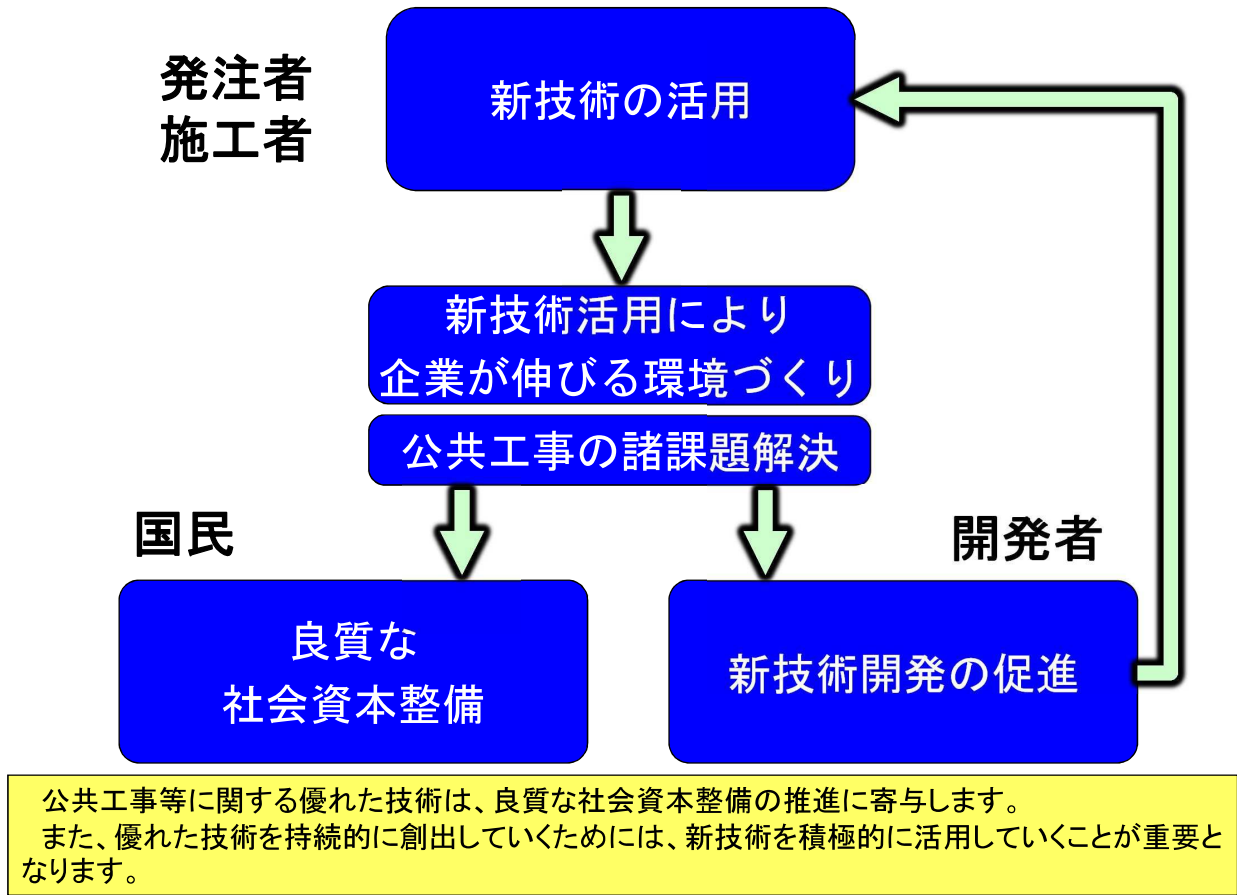 発注者
施工者
新技術の活用
新技術活用により
企業が伸びる環境づくり
公共工事の諸課題解決
国民
開発者
良質な
社会資本整備
新技術開発の促進
公共工事等に関する優れた技術は、良質な社会資本整備の推進に寄与します。
また、優れた技術を持続的に創出していくためには、新技術を積極的に活用していくことが重要と
なります。